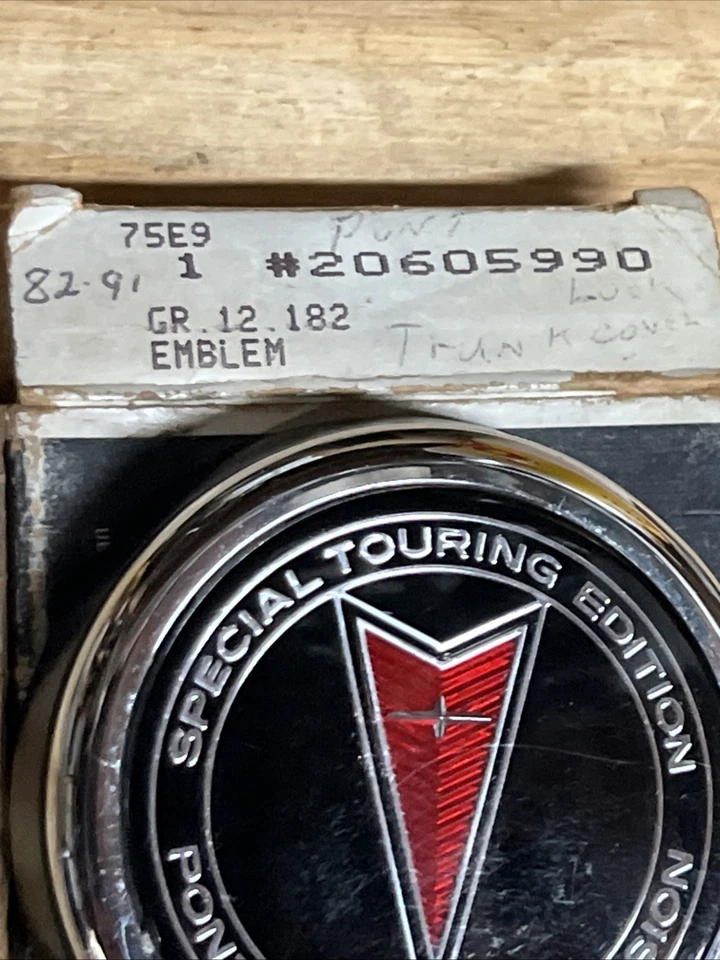 75E9 PONT
82-91 1 #20605990
Lock
GR.12.182
EMBLEM Trunk cover
SPECIAL TOURING EDITION